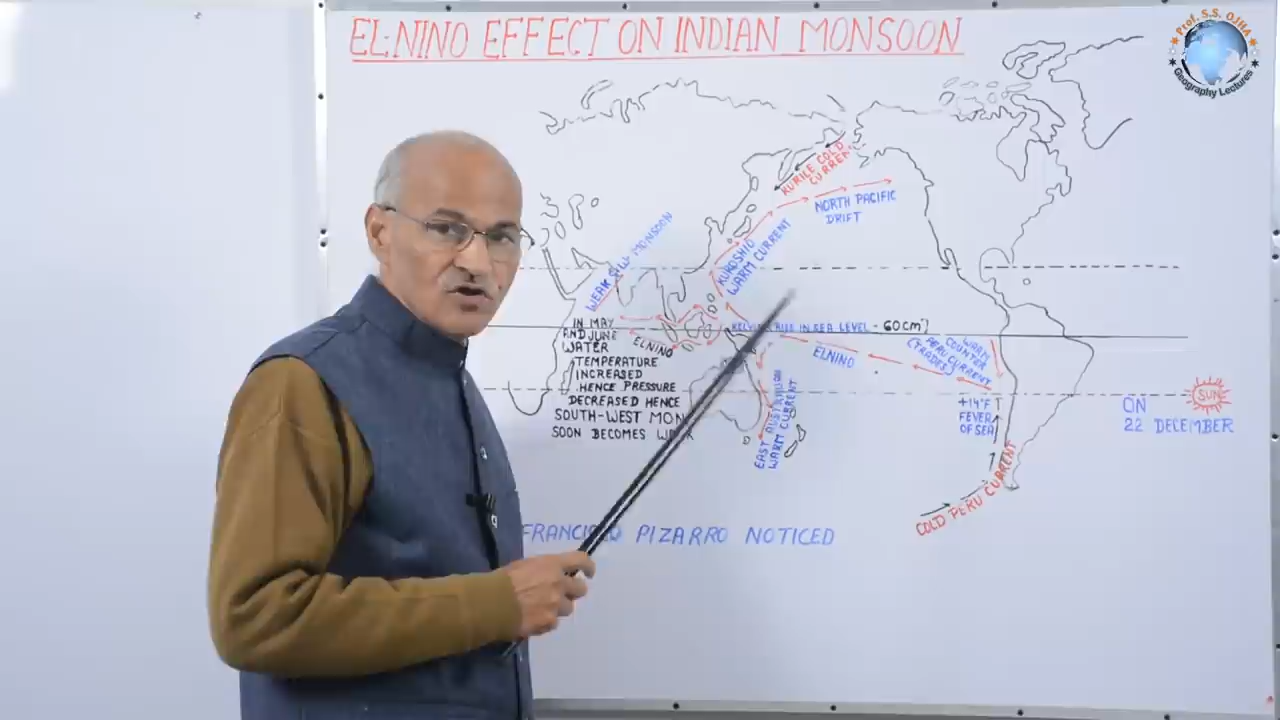 EL-NINO EFFECT ON INDIAN MONSOON
Prof. S.S. OJHA
Geography Lectures
KURILE COLD
CURRENT
NORTH PACIFIC
DRIFT
KUROSHIO
WARM CURRENT
WEAK S.W. MONSOON
IN MAY
AND JUNE
WATER
TEMPERATURE
INCREASED
HENCE PRESSURE
DECREASED HENCE
SOUTH-WEST MON
SOON BECOMES WEAK
ELNINO
RISE IN SEA LEVEL - 60cm
ELNINO
WARM
COUNTER
PERU CURRENT
(TRADES)
EAST AUSTRALIAN
WARM CURRENT
+14°F
FEVER
OF SEA
COLD PERU CURRENT
SUN
ON
22 DECEMBER
FRANCISCO PIZARRO NOTICED